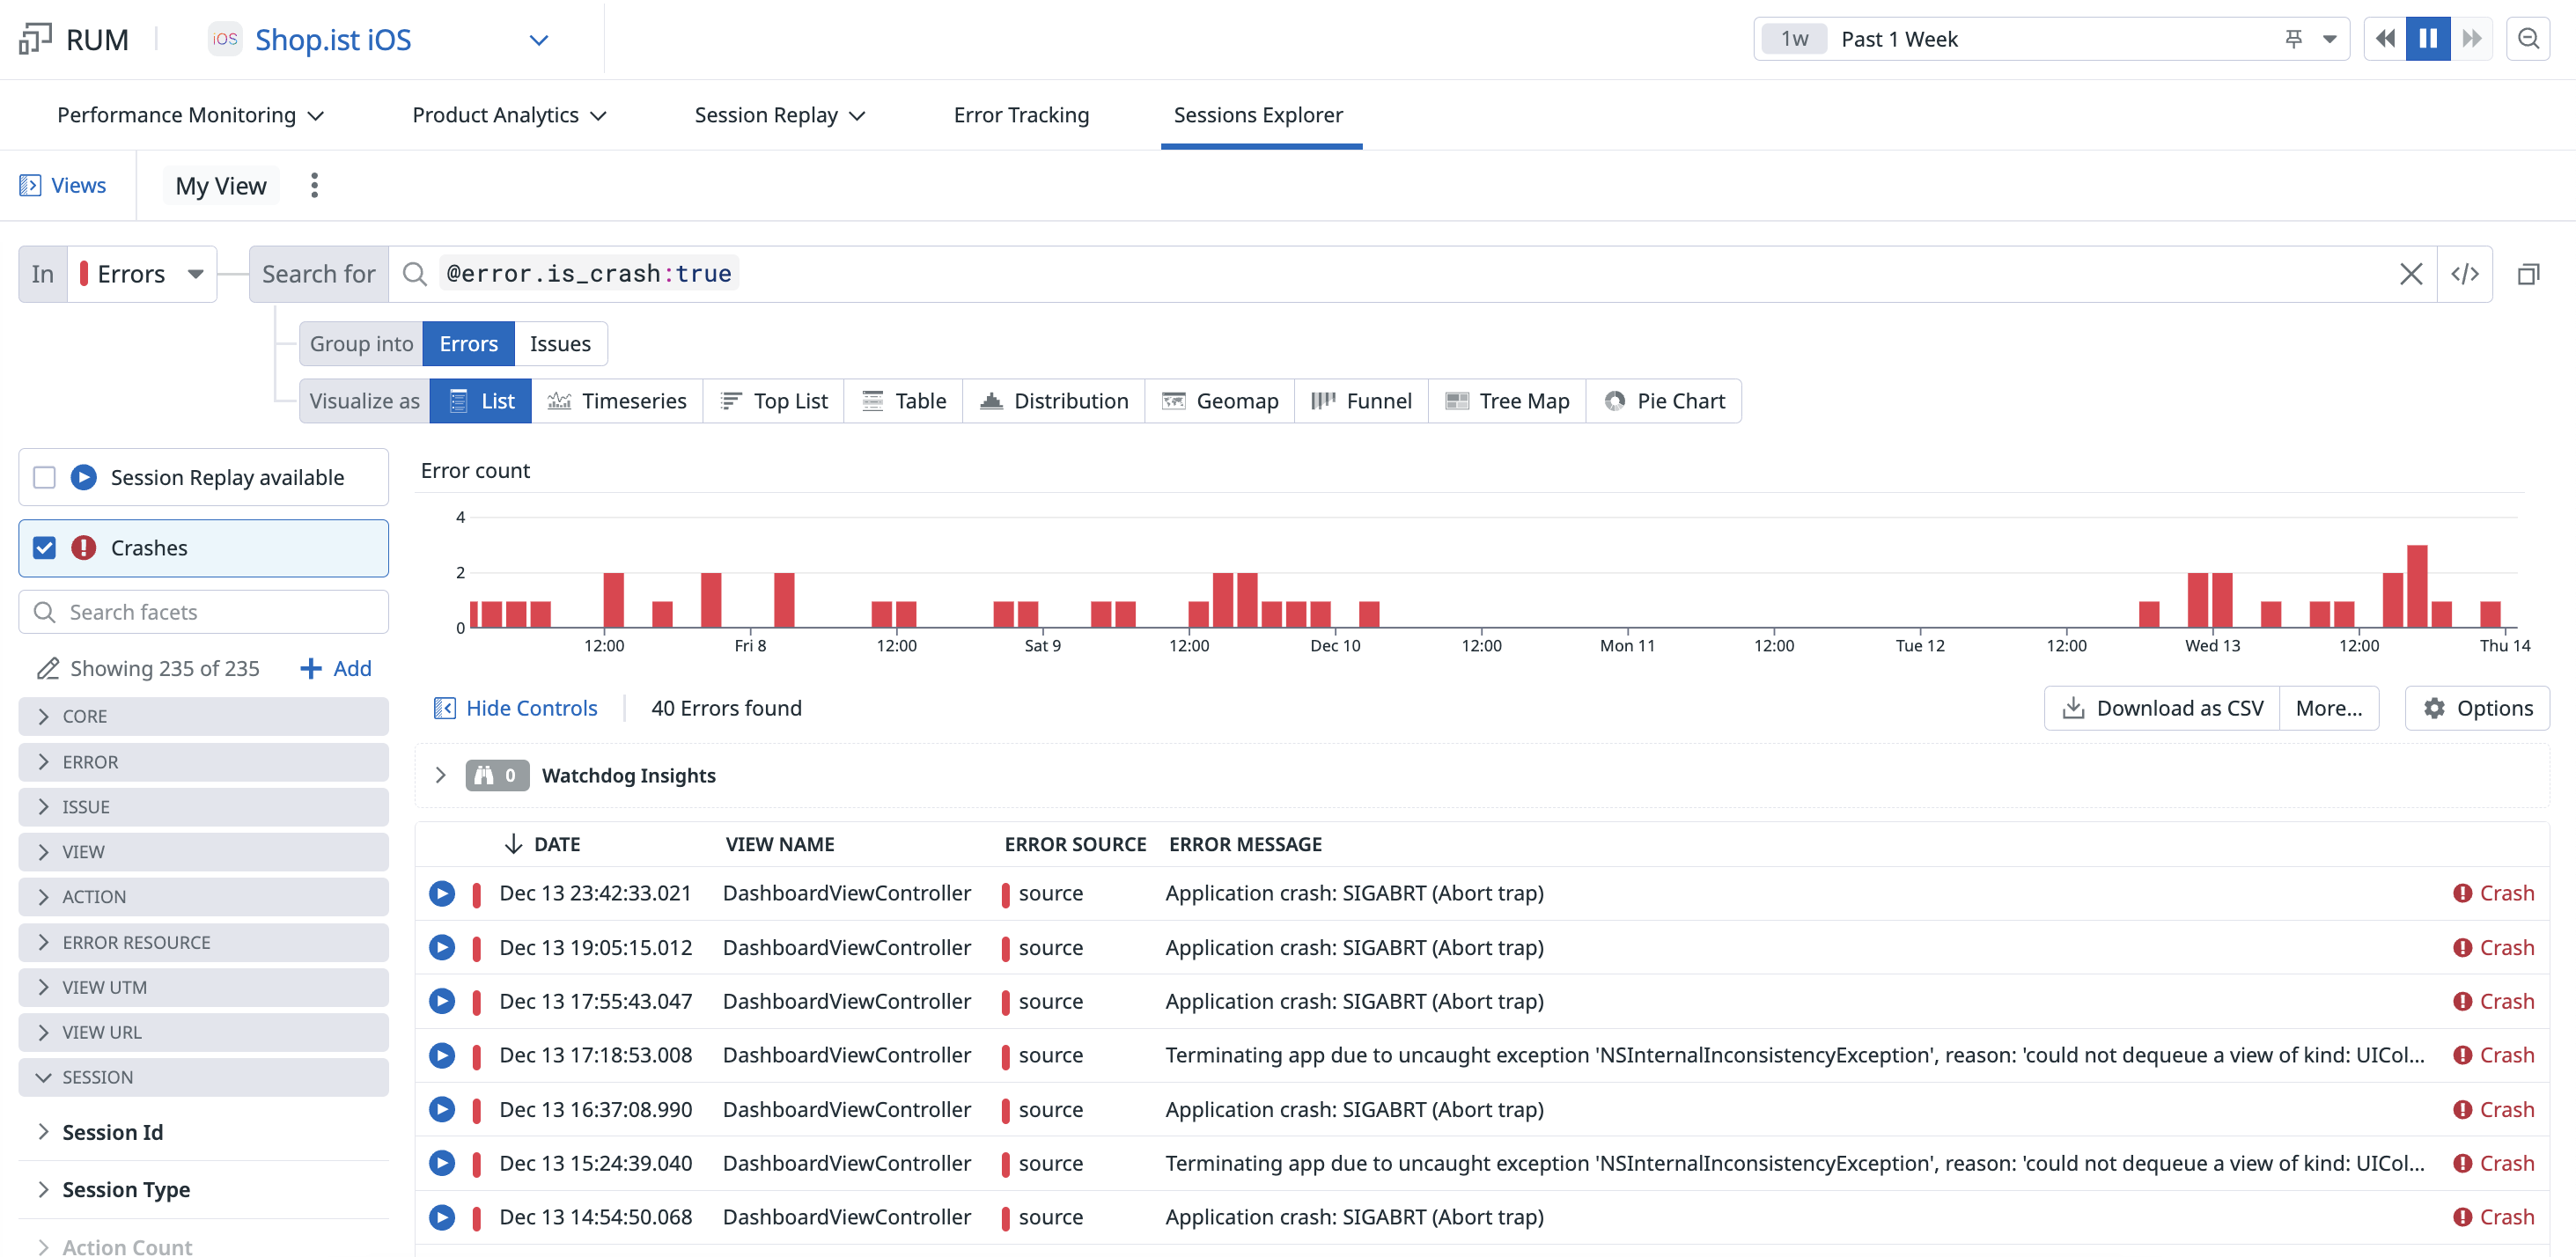 RUM
iOS Shop.ist iOS
1w Past 1 Week
Performance Monitoring Product Analytics Session Replay Error Tracking Sessions Explorer
Views My View
In Errors Search for @error.is_crash:true
Group into Errors Issues
Visualize as List Timeseries Top List Table Distribution Geomap Funnel Tree Map Pie Chart
Session Replay available
Crashes
Search facets
Showing 235 of 235 Add
CORE
ERROR
ISSUE
VIEW
ACTION
ERROR RESOURCE
VIEW UTM
VIEW URL
SESSION
Session Id
Session Type
Action Count
Error count
4
2
0
12:00 Fri 8 12:00 Sat 9 12:00 Dec 10 12:00 Mon 11 12:00 Tue 12 12:00 Wed 13 12:00 Thu 14
Hide Controls 40 Errors found Download as CSV More... Options
0 Watchdog Insights
DATE VIEW NAME ERROR SOURCE ERROR MESSAGE
Dec 13 23:42:33.021 DashboardViewController source Application crash: SIGABRT (Abort trap) Crash
Dec 13 19:05:15.012 DashboardViewController source Application crash: SIGABRT (Abort trap) Crash
Dec 13 17:55:43.047 DashboardViewController source Application crash: SIGABRT (Abort trap) Crash
Dec 13 17:18:53.008 DashboardViewController source Terminating app due to uncaught exception 'NSInternalInconsistencyException', reason: 'could not dequeue a view of kind: UICol... Crash
Dec 13 16:37:08.990 DashboardViewController source Application crash: SIGABRT (Abort trap) Crash
Dec 13 15:24:39.040 DashboardViewController source Terminating app due to uncaught exception 'NSInternalInconsistencyException', reason: 'could not dequeue a view of kind: UICol... Crash
Dec 13 14:54:50.068 DashboardViewController source Application crash: SIGABRT (Abort trap) Crash